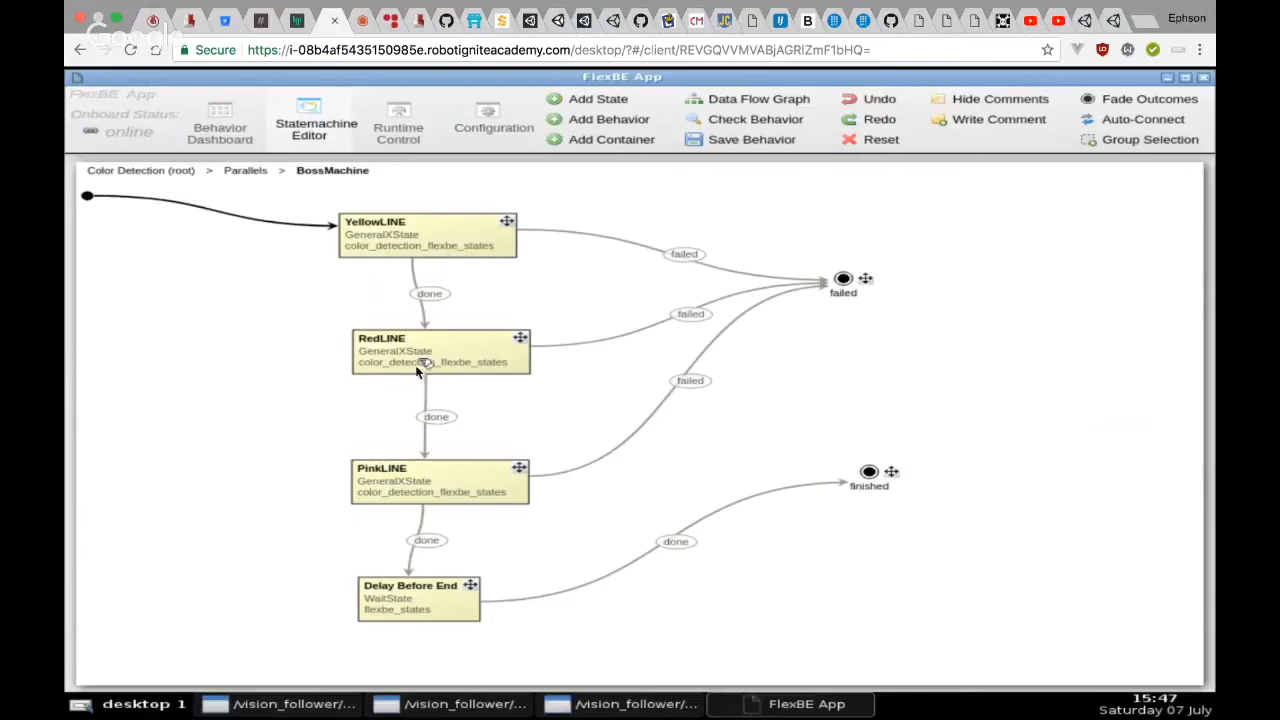 Google
Ephson
Secure https://i-08b4af5435150985e.robotigniteacademy.com/desktop/?#/client/REVGQVVMVABjAGRlZmF1bHQ=
FlexBE App
FlexBE App
Onboard Status:
online
Behavior Dashboard
Statemachine Editor
Runtime Control
Configuration
Add State
Add Behavior
Add Container
Data Flow Graph
Check Behavior
Save Behavior
Undo
Redo
Reset
Hide Comments
Write Comment
Fade Outcomes
Auto-Connect
Group Selection
Color Detection (root) > Parallels > BossMachine
YellowLINE
GeneralXState
color_detection_flexbe_states
failed
failed
done
failed
RedLINE
GeneralXState
color_detection_flexbe_states
failed
done
PinkLINE
GeneralXState
color_detection_flexbe_states
finished
done
done
Delay Before End
WaitState
flexbe_states
desktop 1
/vision_follower/...
/vision_follower/...
/vision_follower/...
FlexBE App
15:47
Saturday 07 July